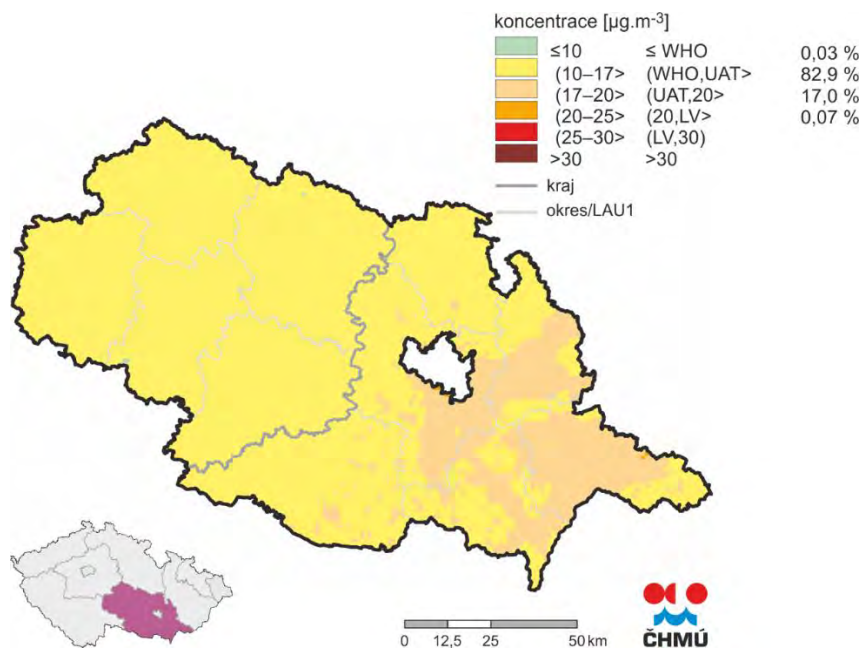 koncentrace [µg.m-³]
≤10 ≤ WHO 0,03 %
(10–17> (WHO,UAT> 82,9 %
(17–20> (UAT,20> 17,0 %
(20–25> (20,LV> 0,07 %
(25–30> (LV,30)
>30 >30
kraj
okres/LAU1
0 12,5 25 50 km
ČHMÚ